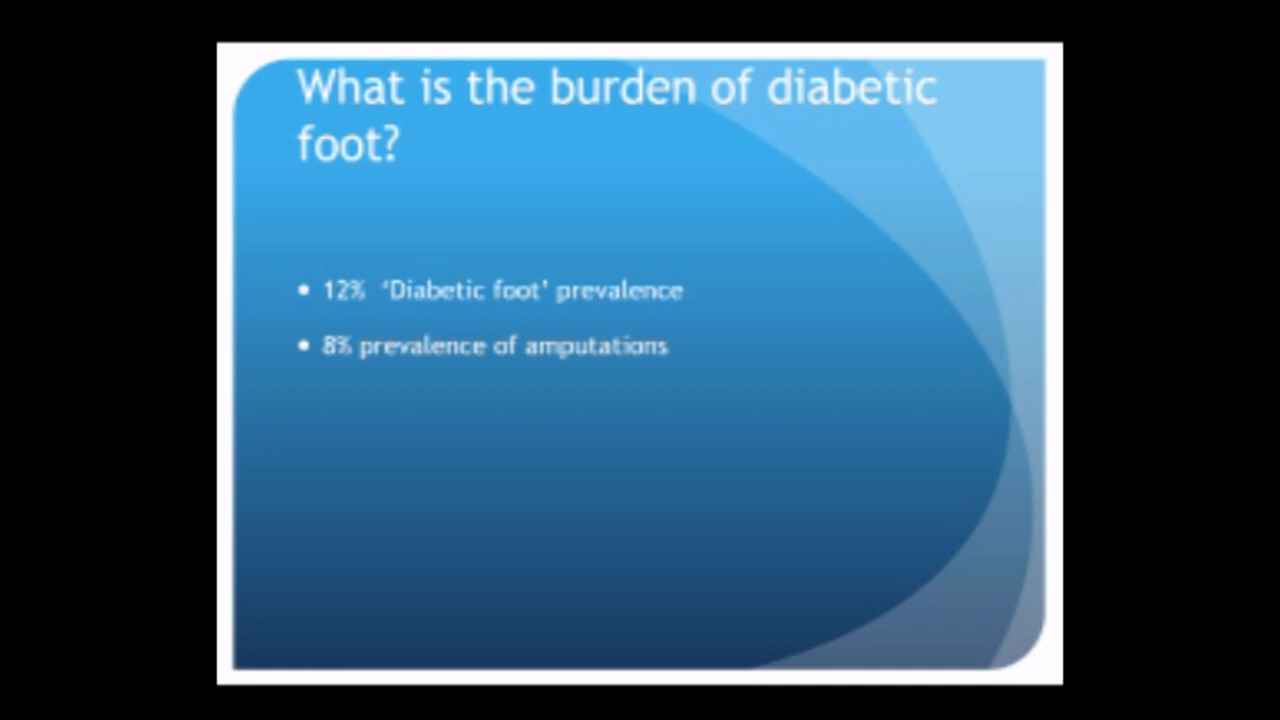 What is the burden of diabetic
foot?
• 12% ‘Diabetic foot’ prevalence
• 8% prevalence of amputations